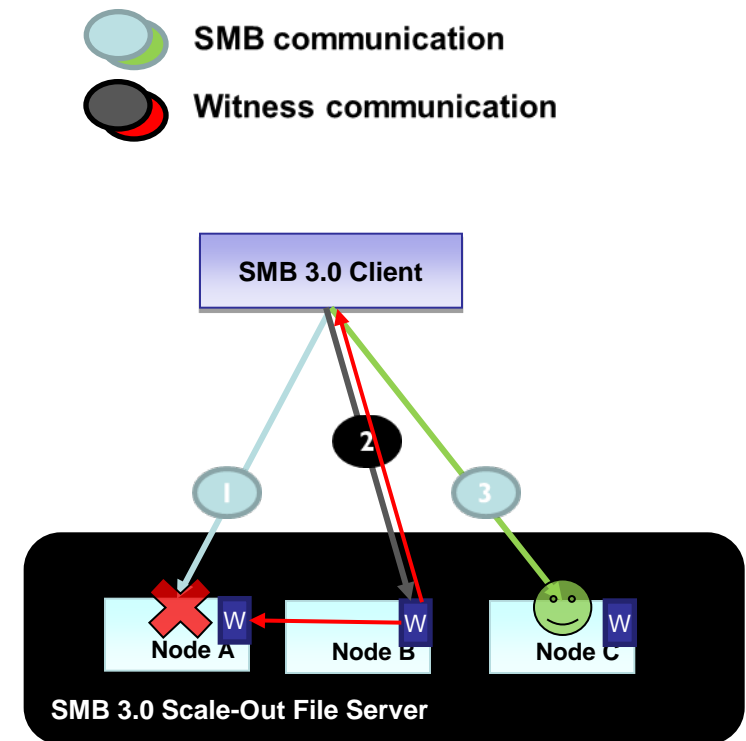 SMB communication
Witness communication
SMB 3.0 Client
2
1
3
W
W
W
Node A
Node B
Node C
SMB 3.0 Scale-Out File Server